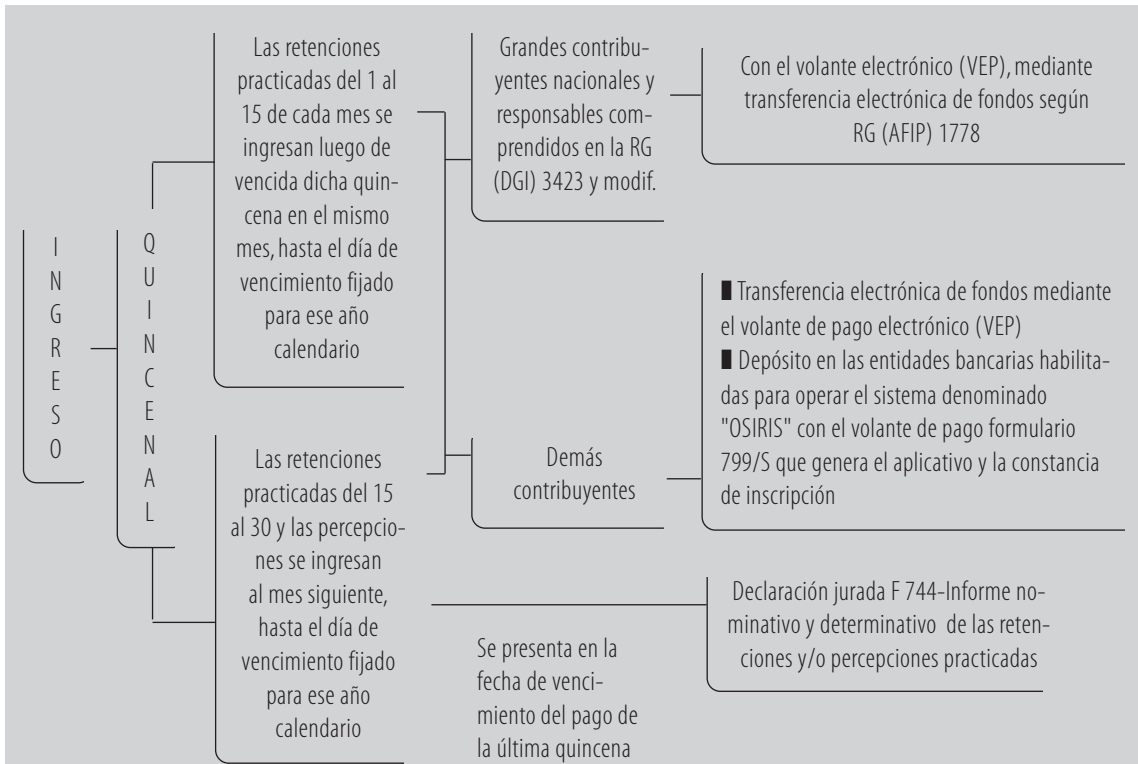 INGRESO
QUINCENAL
Las retenciones
practicadas del 1 al
15 de cada mes se
ingresan luego de
vencida dicha quin-
cena en el mismo
mes, hasta el día de
vencimiento fijado
para ese año
calendario
Grandes contribu-
yentes nacionales y
responsables com-
prendidos en la RG
(DGI) 3423 y modif.
Con el volante electrónico (VEP), mediante
transferencia electrónica de fondos según
RG (AFIP) 1778
Demás
contribuyentes
■ Transferencia electrónica de fondos mediante
el volante de pago electrónico (VEP)
■ Depósito en las entidades bancarias habilita-
das para operar el sistema denominado
"OSIRIS" con el volante de pago formulario
799/S que genera el aplicativo y la constancia
de inscripción
Las retenciones
practicadas del 15
al 30 y las percepcio-
nes se ingresan
al mes siguiente,
hasta el día de
vencimiento fijado
para ese año
calendario
Se presenta en la
fecha de venci-
miento del pago de
la última quincena
Declaración jurada F 744-Informe no-
minativo y determinativo de las reten-
ciones y/o percepciones practicadas